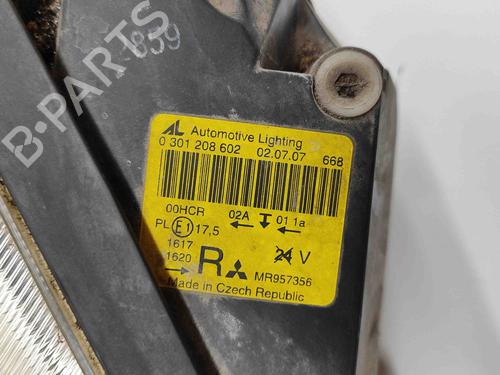 1859
AL Automotive Lighting
0 301 208 602 02.07.07 668
00HCR 02A 01 1a
PL E1 17,5
1617
1620 R 24 V
MR957356
Made in Czech Republic
B-PARTS